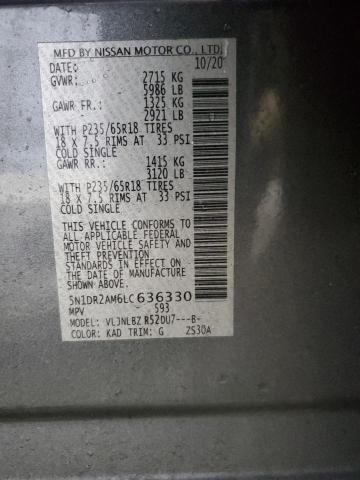 MFD BY NISSAN MOTOR CO., LTD.
DATE: 10/20
GVWR: 2715 KG
5986 LB
GAWR FR.: 1325 KG
2921 LB
WITH P235/65R18 TIRES
18 X 7.5 RIMS AT 33 PSI
COLD SINGLE
GAWR RR.: 1415 KG
3120 LB
WITH P235/65R18 TIRES
18 X 7.5 RIMS AT 33 PSI
COLD SINGLE
THIS VEHICLE CONFORMS TO
ALL APPLICABLE FEDERAL
MOTOR VEHICLE SAFETY AND
THEFT PREVENTION
STANDARDS IN EFFECT ON
THE DATE OF MANUFACTURE
SHOWN ABOVE.
5N1DR2AM6LC636330
MPV S93
MODEL: VLJNLBZ R52DU7---B-
COLOR: KAD TRIM: G ZS30A